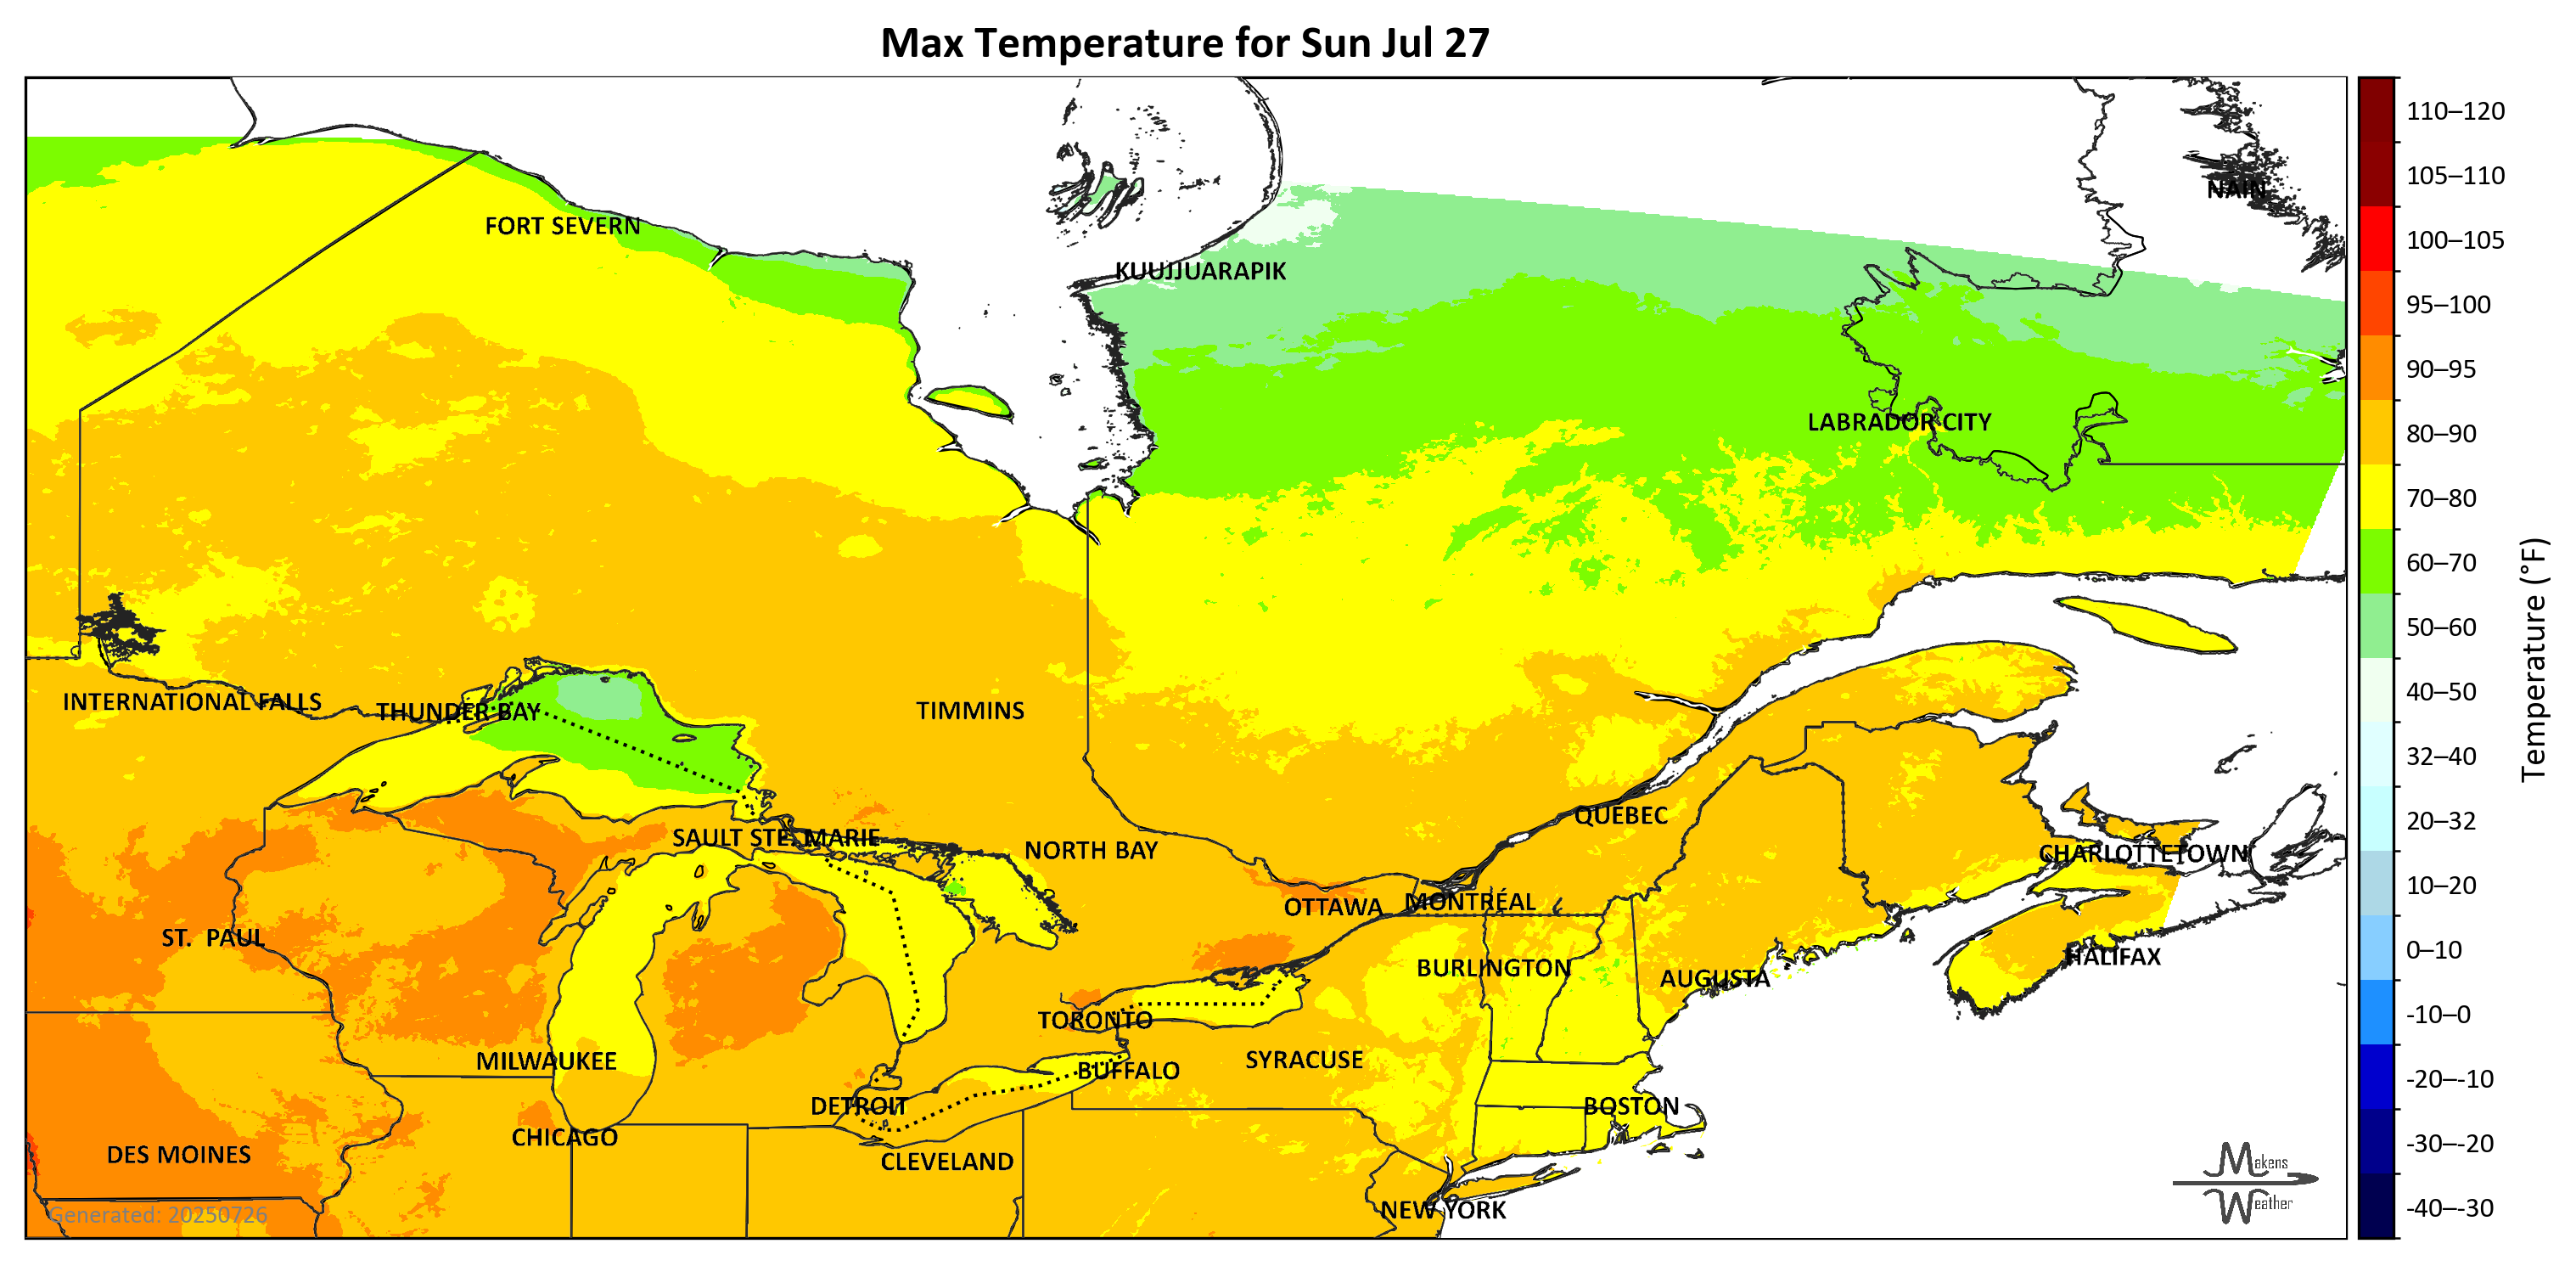 Max Temperature for Sun Jul 27
110–120
105–110
NAIN
FORT SEVERN
100–105
KUUJJUARAPIK
95–100
90–95
LABRADOR CITY
80–90
70–80
60–70
50–60
Temperature (°F)
INTERNATIONAL FALLS
THUNDER BAY
TIMMINS
40–50
32–40
QUÉBEC
20–32
SAULT STE. MARIE
NORTH BAY
CHARLOTTETOWN
10–20
OTTAWA
MONTRÉAL
ST. PAUL
0–10
HALIFAX
BURLINGTON
AUGUSTA
TORONTO
-10–0
MILWAUKEE
SYRACUSE
BUFFALO
-20–-10
DETROIT
BOSTON
CHICAGO
-30–-20
DES MOINES
CLEVELAND
Makens
Weather
NEW YORK
-40–-30
Generated: 20250726